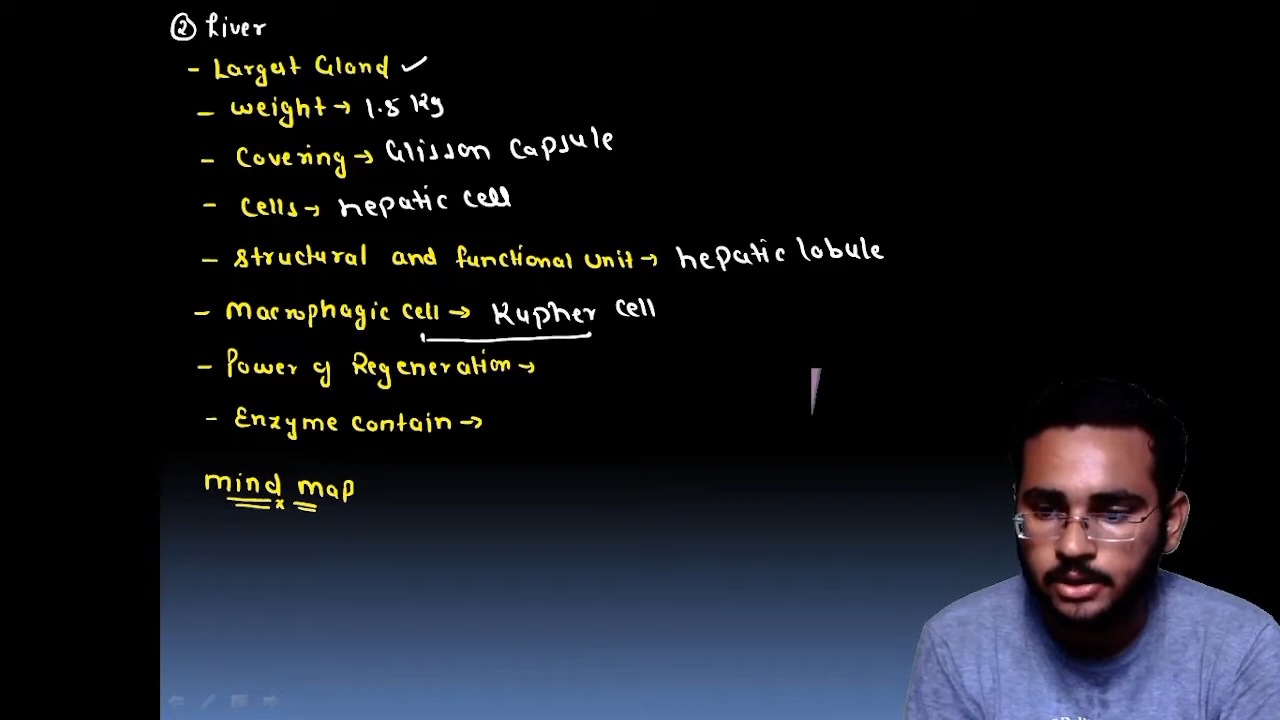 ② Liver
- Largest Gland ✓
- weight → 1.5 Kg
- Covering → Glisson capsule
- Cells → hepatic cell
- Structural and functional unit → hepatic lobule
- Macrophagic cell → Kupher cell
- Power of Regeneration →
- Enzyme contain →
mind map